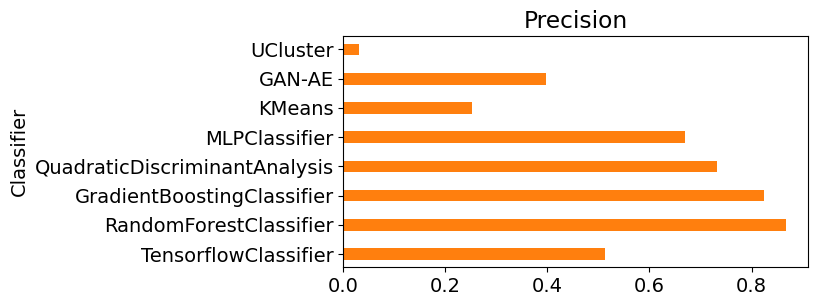 Precision
Classifier
UCluster
GAN-AE
KMeans
MLPClassifier
QuadraticDiscriminantAnalysis
GradientBoostingClassifier
RandomForestClassifier
TensorflowClassifier
0.0 0.2 0.4 0.6 0.8